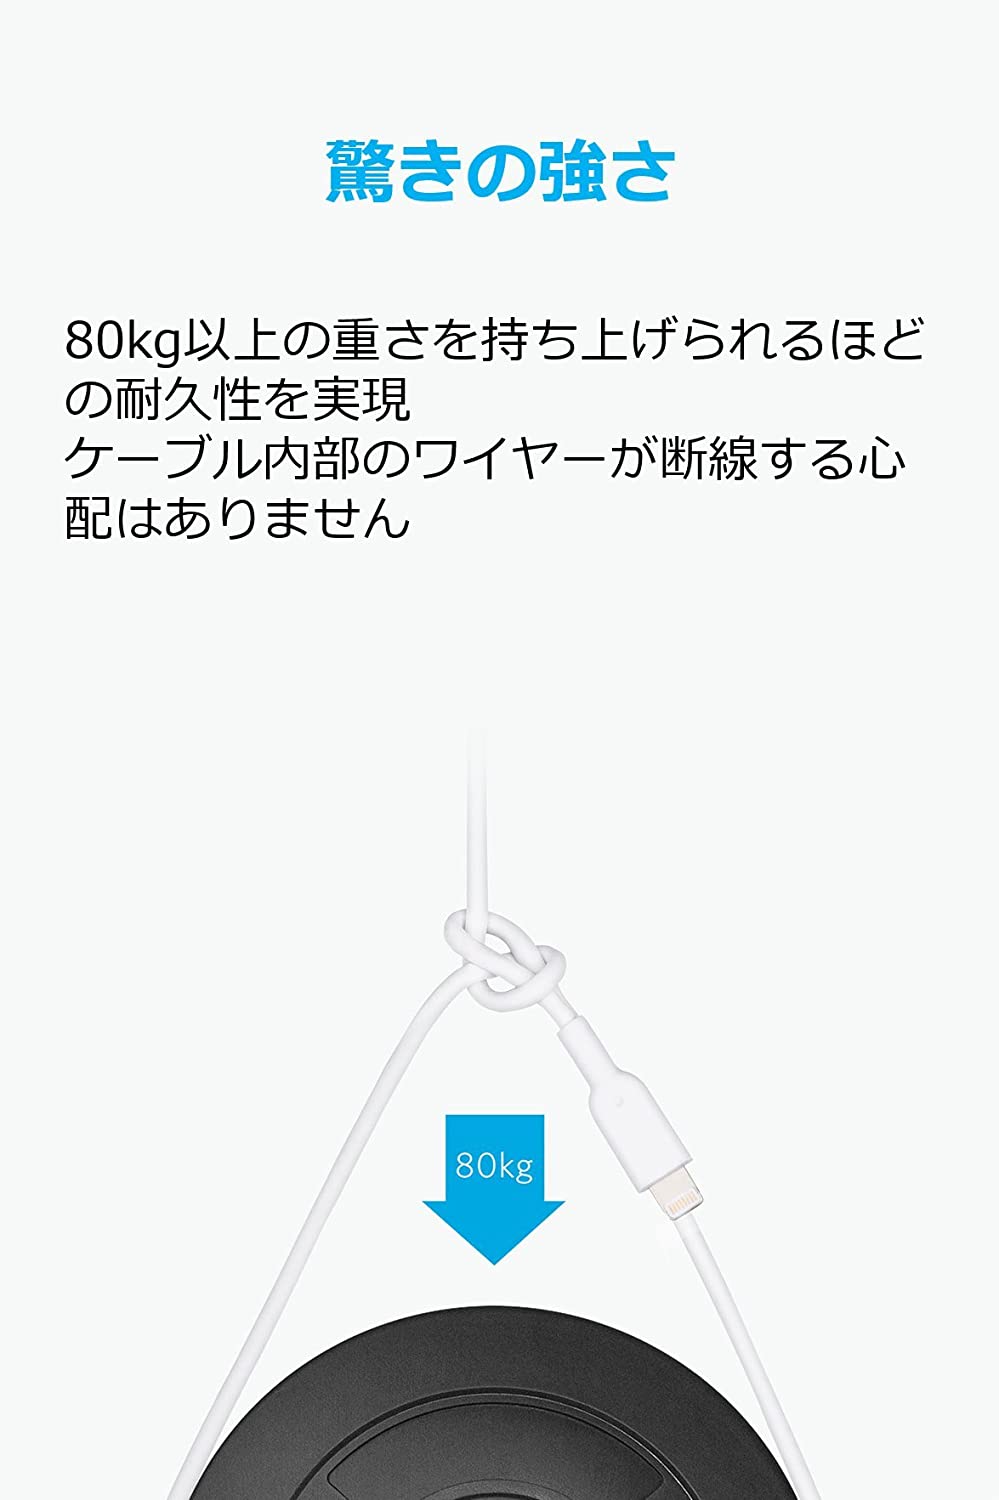 驚きの強さ
80kg以上の重さを持ち上げられるほど
の耐久性を実現
ケーブル内部のワイヤーが断線する心
配はありません
80kg